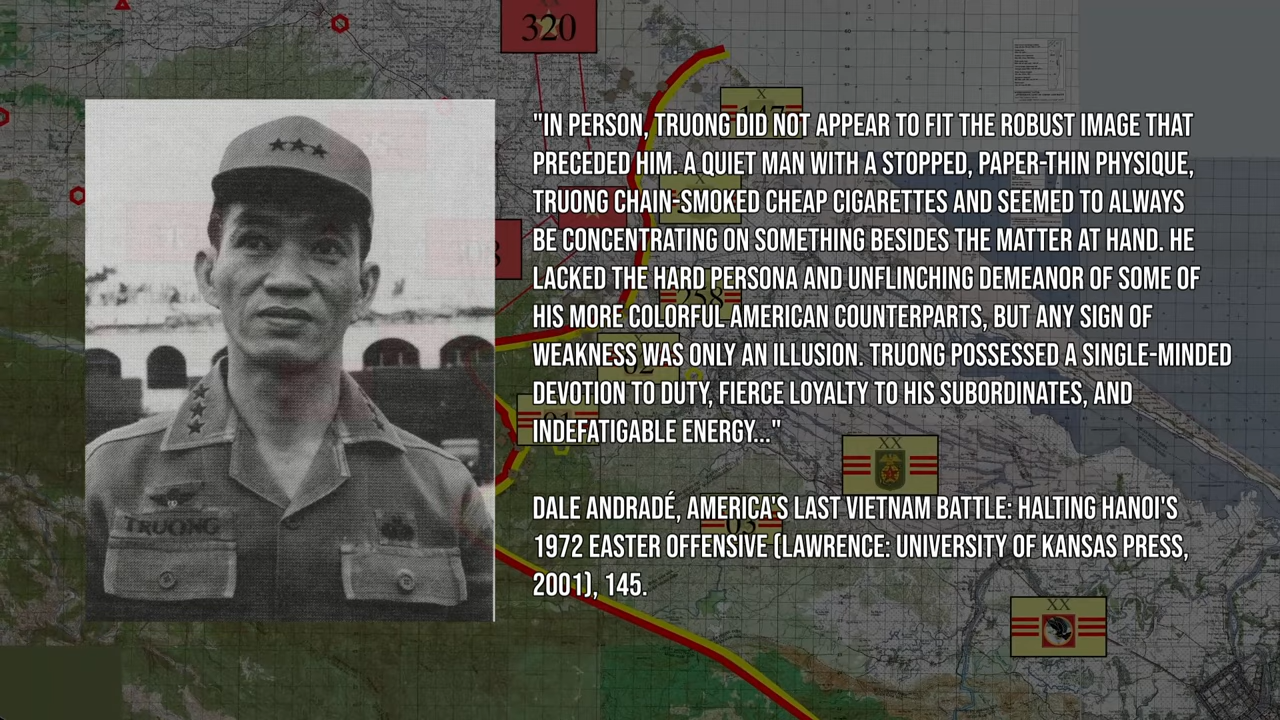 320
X
147
"IN PERSON, TRUONG DID NOT APPEAR TO FIT THE ROBUST IMAGE THAT
PRECEDED HIM. A QUIET MAN WITH A STOPPED, PAPER-THIN PHYSIQUE,
TRUONG CHAIN-SMOKED CHEAP CIGARETTES AND SEEMED TO ALWAYS
BE CONCENTRATING ON SOMETHING BESIDES THE MATTER AT HAND. HE
LACKED THE HARD PERSONA AND UNFLINCHING DEMEANOR OF SOME OF
HIS MORE COLORFUL AMERICAN COUNTERPARTS, BUT ANY SIGN OF
WEAKNESS WAS ONLY AN ILLUSION. TRUONG POSSESSED A SINGLE-MINDED
DEVOTION TO DUTY, FIERCE LOYALTY TO HIS SUBORDINATES, AND
INDEFATIGABLE ENERGY..."
258
XX
DALE ANDRADÉ, AMERICA'S LAST VIETNAM BATTLE: HALTING HANOI'S
1972 EASTER OFFENSIVE (LAWRENCE: UNIVERSITY OF KANSAS PRESS,
2001), 145.
TRUONG
XX